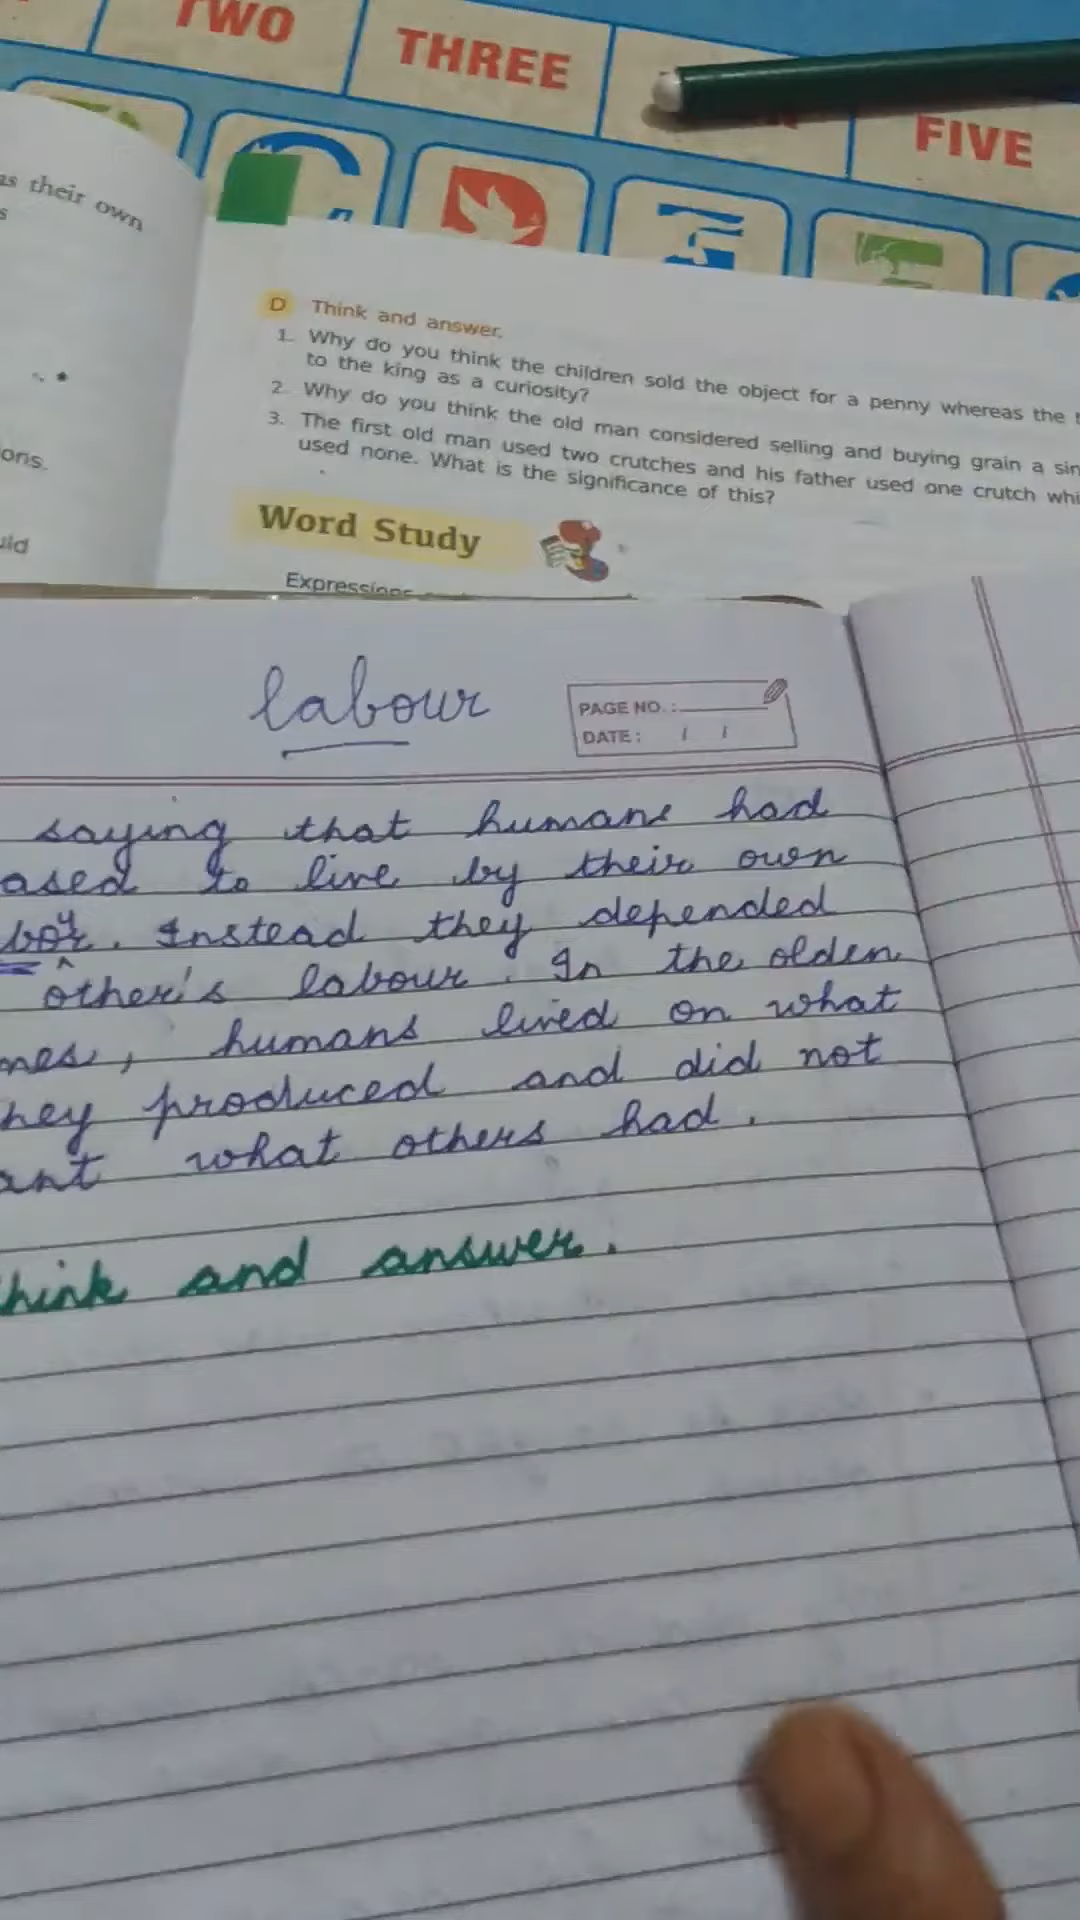 TWO
THREE
FIVE
as their own
s
ons.
uld
D Think and answer.
1. Why do you think the children sold the object for a penny whereas the
to the king as a curiosity?
2. Why do you think the old man considered selling and buying grain a sin
3. The first old man used two crutches and his father used one crutch whi
used none. What is the significance of this?
Word Study
Expressions
labour
PAGE NO.:
DATE: / /
saying that humans had
ased to live by their own
. Instead they depended
other's labour. In the olden
mes, humans lived on what
hey produced and did not
ant what others had.
hink and answer.